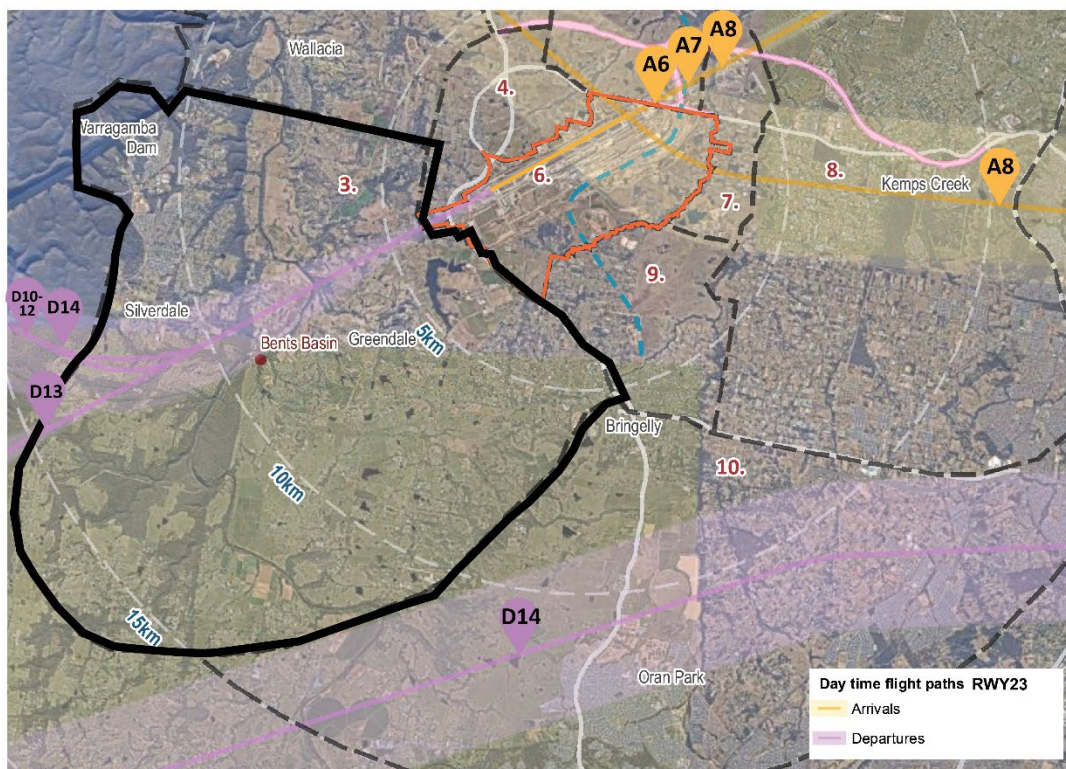 Wallacia
A7
A8
A6
4.
Warragamba
Dam
3.
6.
8.
Kemps Creek
A8
7.
9.
D10-
12
D14
Silverdale
Bents Basin
Greendale
5km
D13
Bringelly
10.
10km
D14
15km
Oran Park
Day time flight paths RWY23
Arrivals
Departures